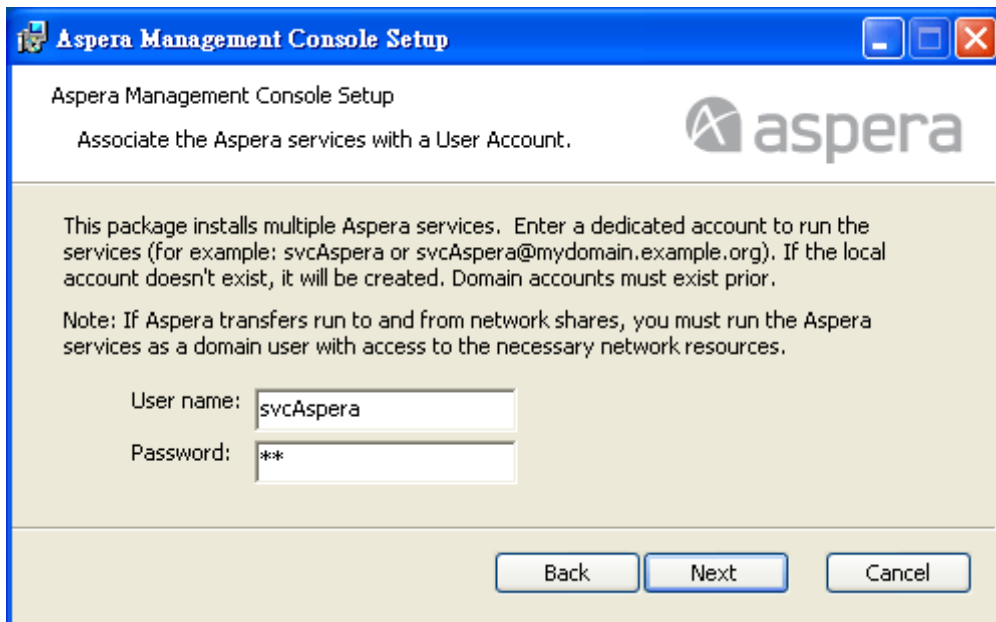 Aspera Management Console Setup
Aspera Management Console Setup
aspera
Associate the Aspera services with a User Account.
This package installs multiple Aspera services. Enter a dedicated account to run the
services (for example: svcAspera or svcAspera@mydomain.example.org). If the local
account doesn't exist, it will be created. Domain accounts must exist prior.
Note: If Aspera transfers run to and from network shares, you must run the Aspera
services as a domain user with access to the necessary network resources.
User name: svcAspera
Password: **
Back Next Cancel